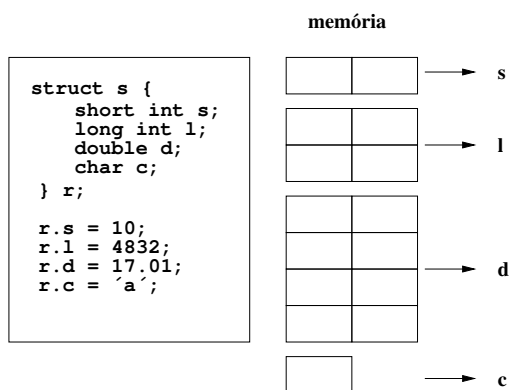 memória
struct s {
short int s;
long int l;
double d;
char c;
} r;
r.s = 10;
r.l = 4832;
r.d = 17.01;
r.c = ´a´;
s
l
d
c